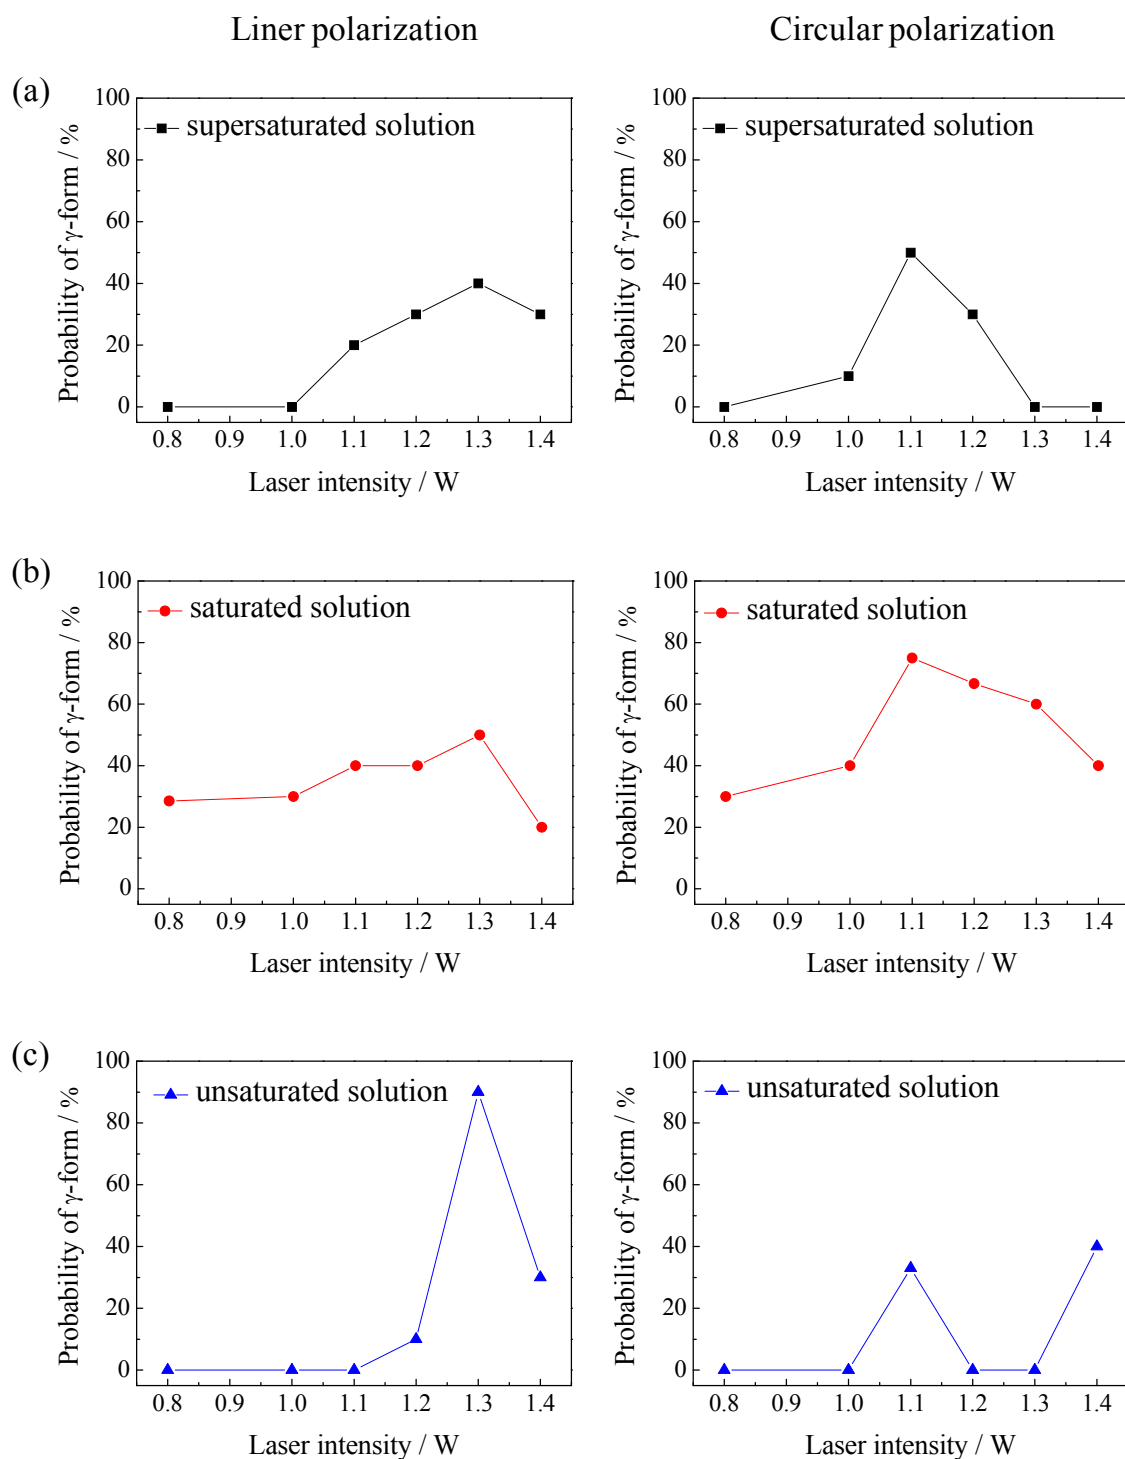 Liner polarization
Circular polarization
(a)
100
80
60
40
20
0
Probability of γ-form / %
supersaturated solution
0.8 0.9 1.0 1.1 1.2 1.3 1.4
Laser intensity / W
100
80
60
40
20
0
Probability of γ-form / %
supersaturated solution
0.8 0.9 1.0 1.1 1.2 1.3 1.4
Laser intensity / W
(b)
100
80
60
40
20
0
Probability of γ-form / %
saturated solution
0.8 0.9 1.0 1.1 1.2 1.3 1.4
Laser intensity / W
100
80
60
40
20
0
Probability of γ-form / %
saturated solution
0.8 0.9 1.0 1.1 1.2 1.3 1.4
Laser intensity / W
(c)
100
80
60
40
20
0
Probability of γ-form / %
unsaturated solution
0.8 0.9 1.0 1.1 1.2 1.3 1.4
Laser intensity / W
100
80
60
40
20
0
Probability of γ-form / %
unsaturated solution
0.8 0.9 1.0 1.1 1.2 1.3 1.4
Laser intensity / W